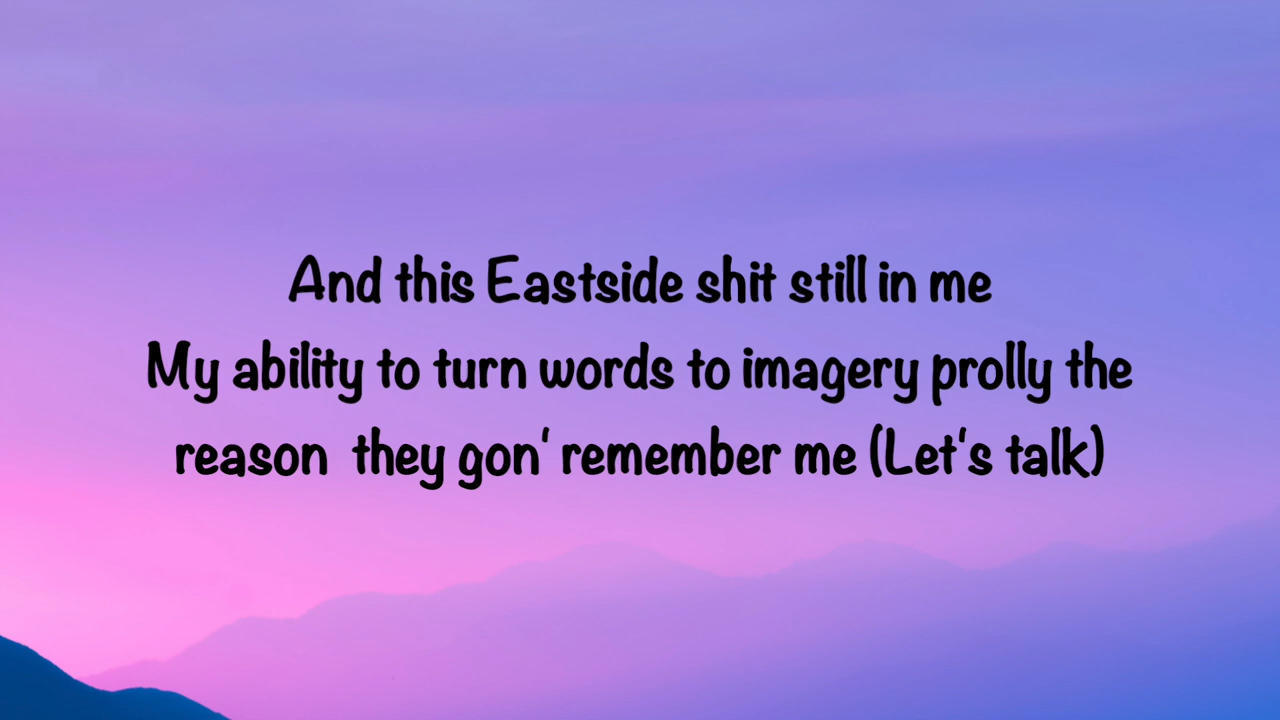 And this Eastside shit still in me
My ability to turn words to imagery prolly the
reason  they gon' remember me (Let's talk)